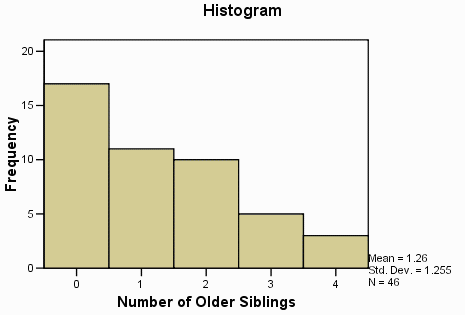 Histogram
20
15
10
5
0
Frequency
0 1 2 3 4
Number of Older Siblings
Mean = 1.26
Std. Dev. = 1.255
N = 46